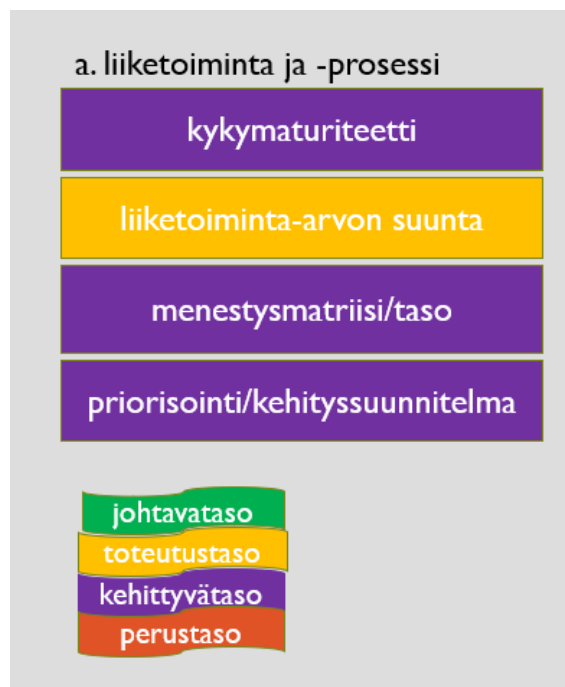 a. liiketoiminta ja -prosessi
kykymaturiteetti
liiketoiminta-arvon suunta
menestysmatriisi/taso
priorisointi/kehityssuunnitelma
johtavataso
toteutustaso
kehittyvätaso
perustaso